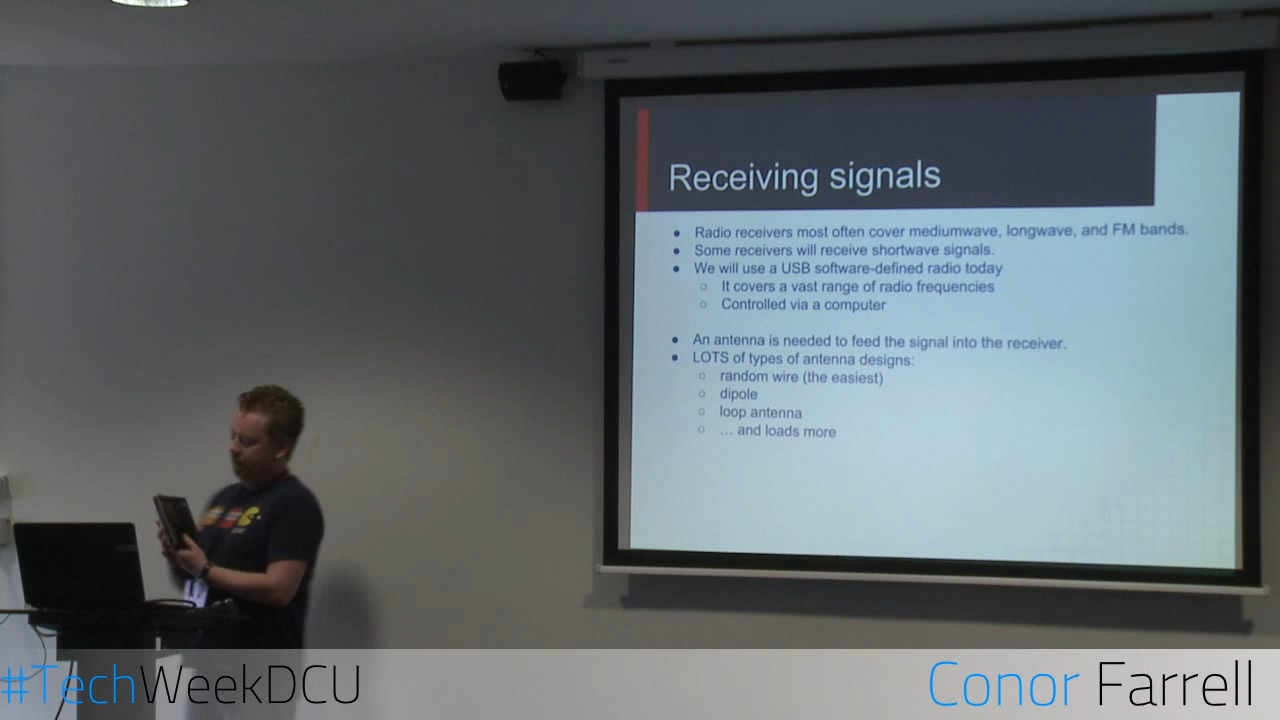 Receiving signals
● Radio receivers most often cover mediumwave, longwave, and FM bands.
● Some receivers will receive shortwave signals.
● We will use a USB software-defined radio today
○ It covers a vast range of radio frequencies
○ Controlled via a computer
● An antenna is needed to feed the signal into the receiver.
● LOTS of types of antenna designs:
○ random wire (the easiest)
○ dipole
○ loop antenna
○ … and loads more
#TechWeekDCU
Conor Farrell